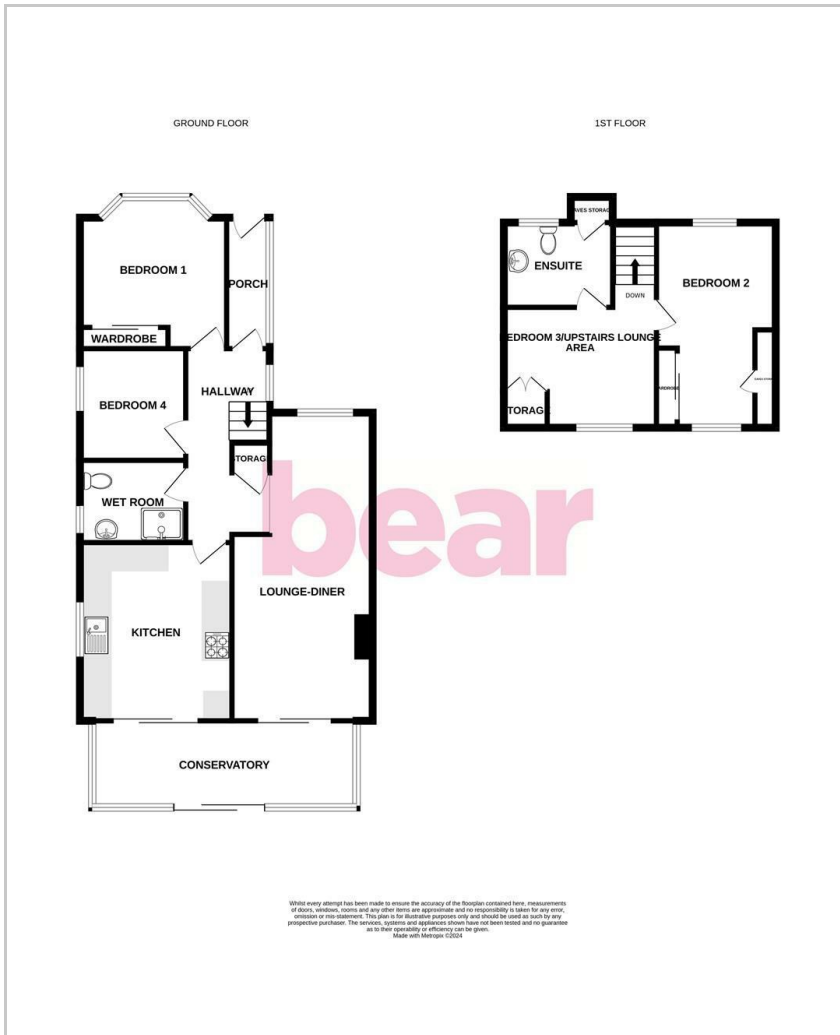 GROUND FLOOR
1ST FLOOR
BEDROOM 1
PORCH
WARDROBE
HALLWAY
BEDROOM 4
STORAGE
WET ROOM
bear
LOUNGE-DINER
KITCHEN
CONSERVATORY
AVES STORAG
ENSUITE
BEDROOM 2
DOWN
EDROOM 3/UPSTAIRS LOUNGE
AREA
ARDROBE
TORAGE
Whilst every attempt has been made to ensure the accuracy of the floorplan contained here, measurements
of doors, windows, rooms and any other items are approximate and no responsibility is taken for any error,
omission or mis-statement. This plan is for illustrative purposes only and should be used as such by any
prospective purchaser. The services, systems and appliances shown have not been tested and no guarantee
as to their operability or efficiency can be given.
Made with Metropix ©2024